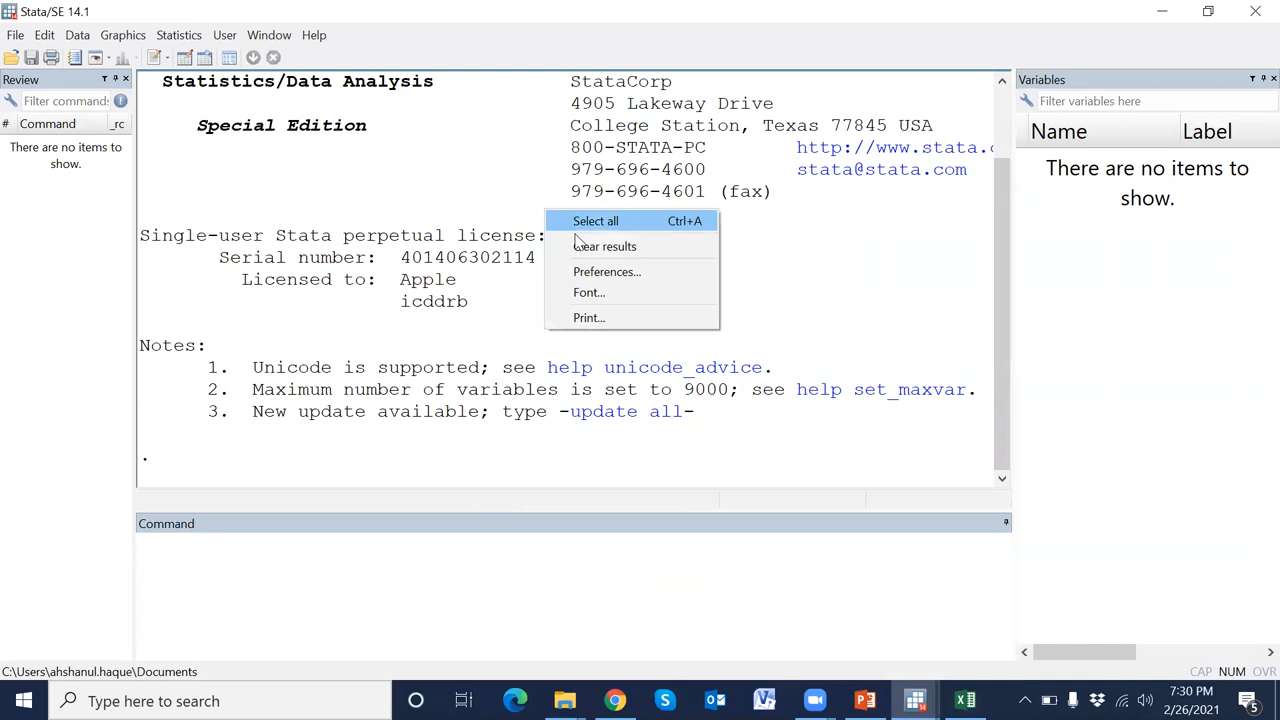 Stata/SE 14.1
File Edit Data Graphics Statistics User Window Help
Review
Filter commands
# Command _rc
There are no items to
show.
Statistics/Data Analysis StataCorp
4905 Lakeway Drive
Special Edition College Station, Texas 77845 USA
800-STATA-PC http://www.stata.
979-696-4600 stata@stata.com
979-696-4601 (fax)
Single-user Stata perpetual license:
Serial number: 401406302114
Licensed to: Apple
icddrb
Select all Ctrl+A
Clear results
Preferences...
Font...
Print...
Notes:
1. Unicode is supported; see help unicode_advice.
2. Maximum number of variables is set to 9000; see help set_maxvar.
3. New update available; type -update all-
.
Command
Variables
Filter variables here
Name Label
There are no items to
show.
C:\Users\ahshanul.haque\Documents
CAP NUM OVR
Type here to search
7:30 PM
2/26/2021
5